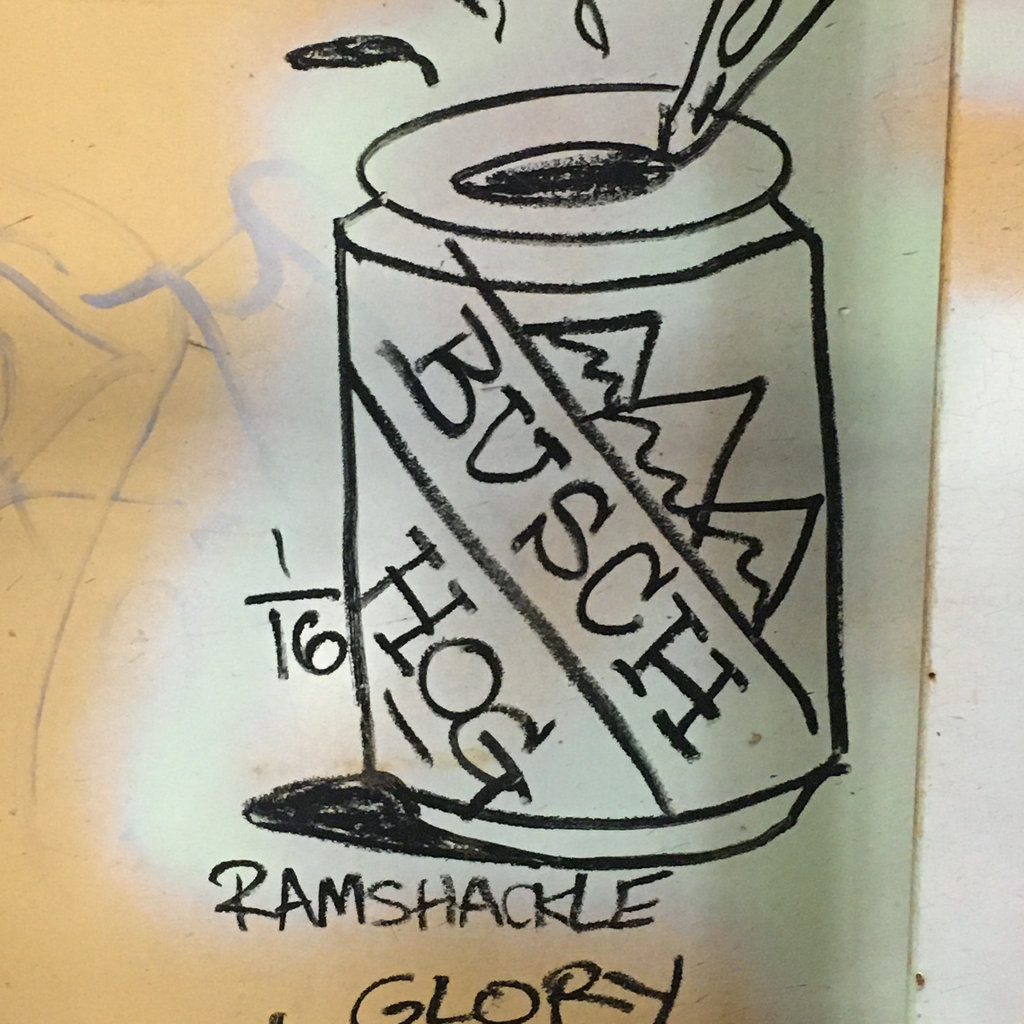 BUSCH
HOG
1
16
RAMSHACKLE
GLORY